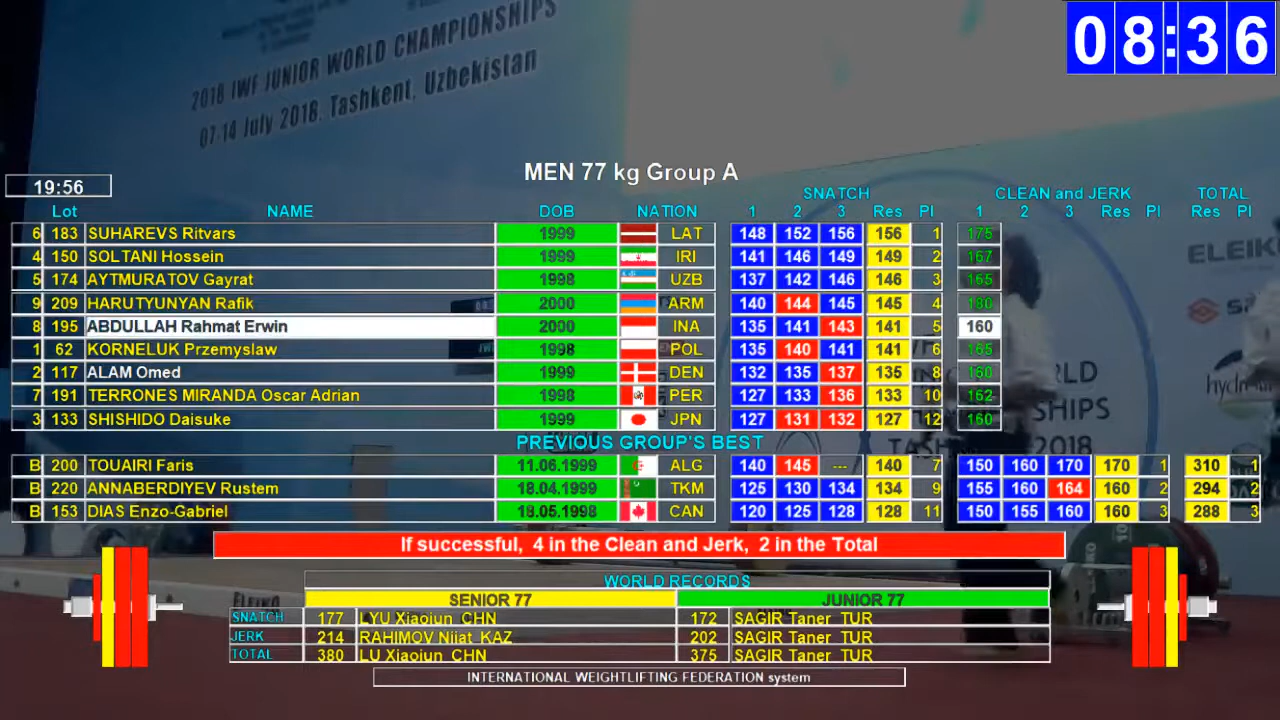 08:36
2018 IWF JUNIOR WORLD CHAMPIONSHIPS
07-14 July 2018. Tashkent, Uzbekistan
MEN 77 kg Group A
19:56
SNATCH CLEAN and JERK TOTAL
Lot NAME DOB NATION 1 2 3 Res Pl 1 2 3 Res Pl Res Pl
6 183 SUHAREVS Ritvars 1999 LAT 148 152 156 156 1 175
4 150 SOLTANI Hossein 1999 IRI 141 146 149 149 2 167
5 174 AYTMURATOV Gayrat 1998 UZB 137 142 146 146 3 165
9 209 HARUTYUNYAN Rafik 2000 ARM 140 144 145 145 4 180
8 195 ABDULLAH Rahmat Erwin 2000 INA 135 141 143 141 5 160
1 62 KORNELUK Przemyslaw 1998 POL 135 140 141 141 6 165
2 117 ALAM Omed 1999 DEN 132 135 137 135 8 160
7 191 TERRONES MIRANDA Oscar Adrian 1998 PER 127 133 136 133 10 162
3 133 SHISHIDO Daisuke 1999 JPN 127 131 132 127 12 160
PREVIOUS GROUP'S BEST
B 200 TOUAIRI Faris 11.06.1999 ALG 140 145 --- 140 7 150 160 170 170 1 310 1
B 220 ANNABERDIYEV Rustem 18.04.1999 TKM 125 130 134 134 9 155 160 164 160 2 294 2
B 153 DIAS Enzo-Gabriel 18.05.1998 CAN 120 125 128 128 11 150 155 160 160 3 288 3
If successful, 4 in the Clean and Jerk, 2 in the Total
WORLD RECORDS
SENIOR 77 JUNIOR 77
SNATCH 177 LYU Xiaojun CHN 172 SAGIR Taner TUR
JERK 214 RAHIMOV Nijat KAZ 202 SAGIR Taner TUR
TOTAL 380 LU Xiaojun CHN 375 SAGIR Taner TUR
INTERNATIONAL WEIGHTLIFTING FEDERATION system
ELEIKO
2018
ELEIKO